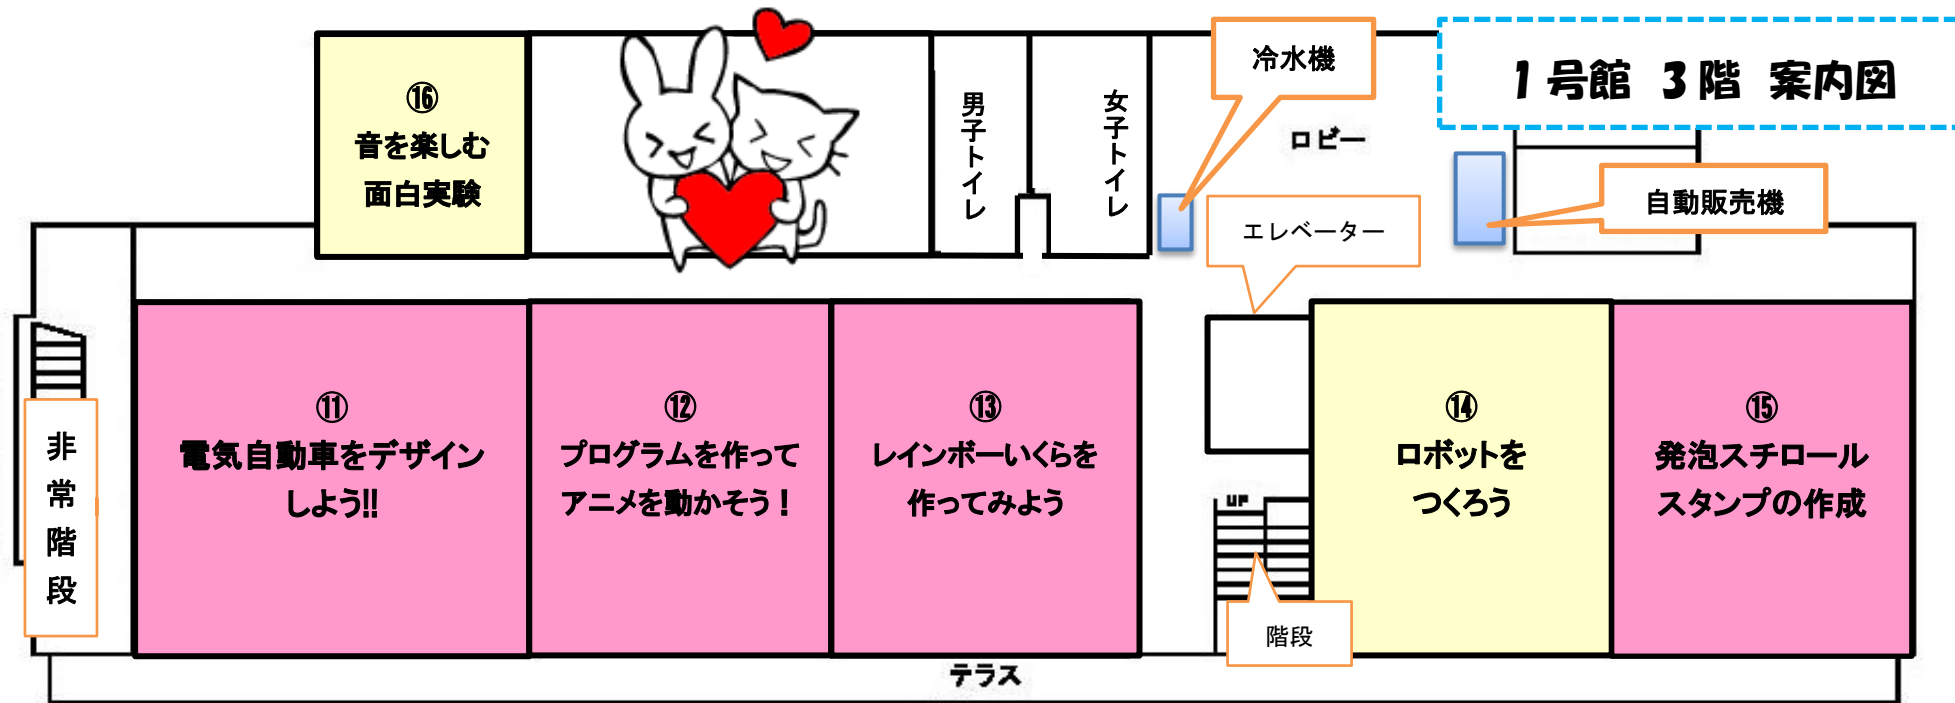 1号館 3階 案内図
冷水機
ロビー
自動販売機
エレベーター
男子トイレ
女子トイレ
⑯
音を楽しむ
面白実験
⑪
電気自動車をデザイン
しよう!!
⑫
プログラムを作って
アニメを動かそう！
⑬
レインボーいくらを
作ってみよう
⑭
ロボットを
つくろう
⑮
発泡スチロール
スタンプの作成
非常階段
UP
階段
テラス